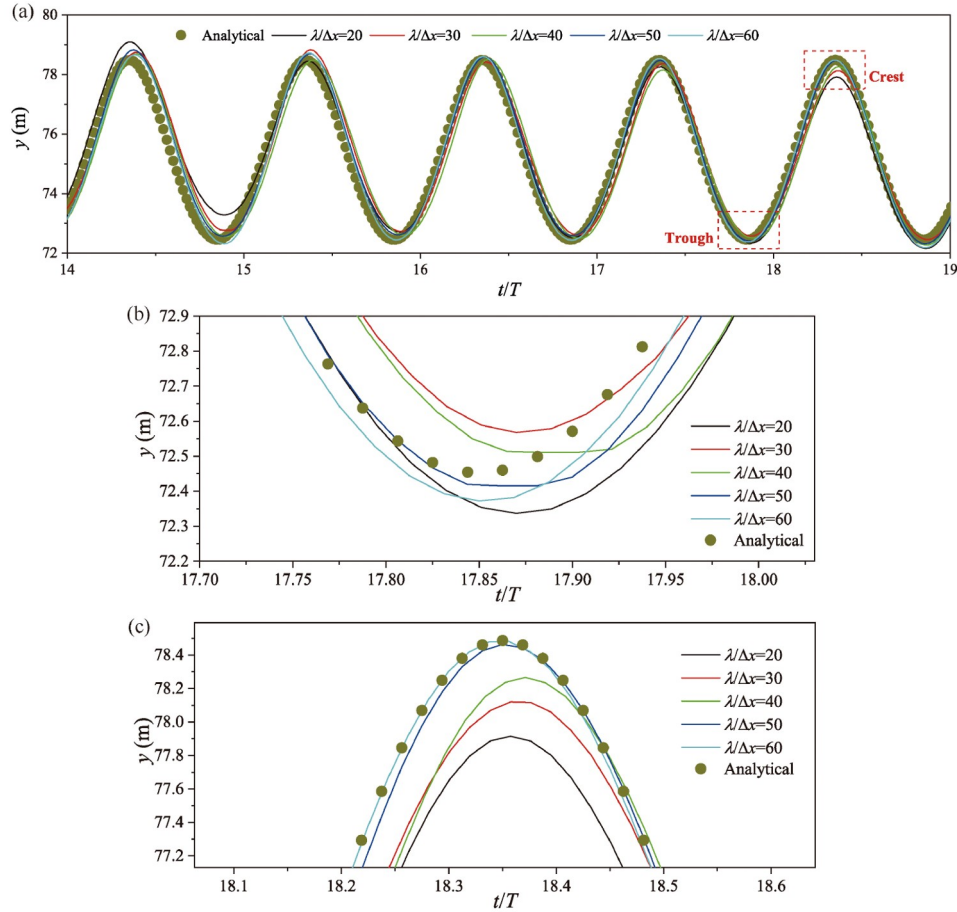 (a)
80
78
76
74
72
y (m)
Analytical λ/Δx=20 λ/Δx=30 λ/Δx=40 λ/Δx=50 λ/Δx=60
Crest
Trough
14 15 16 17 18 19
t/T
(b)
72.9
72.8
72.7
72.6
72.5
72.4
72.3
72.2
y (m)
λ/Δx=20
λ/Δx=30
λ/Δx=40
λ/Δx=50
λ/Δx=60
Analytical
17.70 17.75 17.80 17.85 17.90 17.95 18.00
t/T
(c)
78.4
78.2
78.0
77.8
77.6
77.4
77.2
y (m)
λ/Δx=20
λ/Δx=30
λ/Δx=40
λ/Δx=50
λ/Δx=60
Analytical
18.1 18.2 18.3 18.4 18.5 18.6
t/T